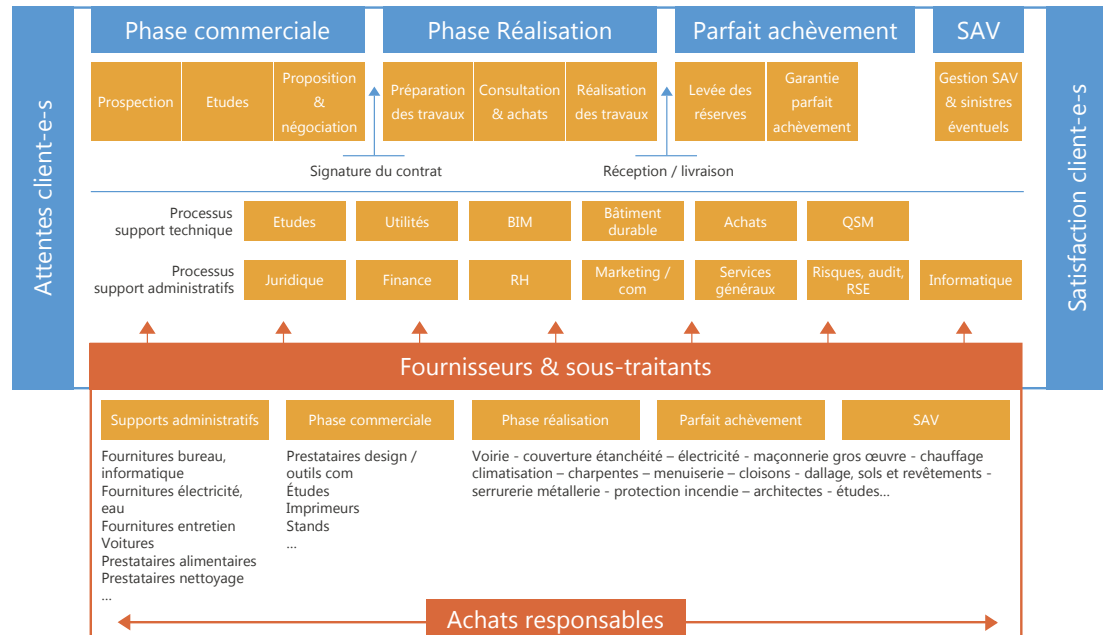 Attentes client-e-s
Phase commerciale
Phase Réalisation
Parfait achèvement
SAV
Prospection
Etudes
Proposition
&
négociation
Préparation
des travaux
Consultation
& achats
Réalisation
des travaux
Levée des
réserves
Garantie
parfait
achèvement
Gestion SAV
& sinistres
éventuels
Signature du contrat
Réception / livraison
Processus
support technique
Etudes
Utilités
BIM
Bâtiment
durable
Achats
QSM
Processus
support administratifs
Juridique
Finance
RH
Marketing /
com
Services
généraux
Risques, audit,
RSE
Informatique
Satisfaction client-e-s
Fournisseurs & sous-traitants
Supports administratifs
Fournitures bureau,
informatique
Fournitures électricité,
eau
Fournitures entretien
Voitures
Prestataires alimentaires
Prestataires nettoyage
...
Phase commerciale
Prestataires design /
outils com
Études
Imprimeurs
Stands
...
Phase réalisation
Parfait achèvement
SAV
Voirie - couverture étanchéité – électricité - maçonnerie gros œuvre - chauffage
climatisation – charpentes – menuiserie – cloisons - dallage, sols et revêtements -
serrurerie métallerie - protection incendie – architectes - études...
Achats responsables